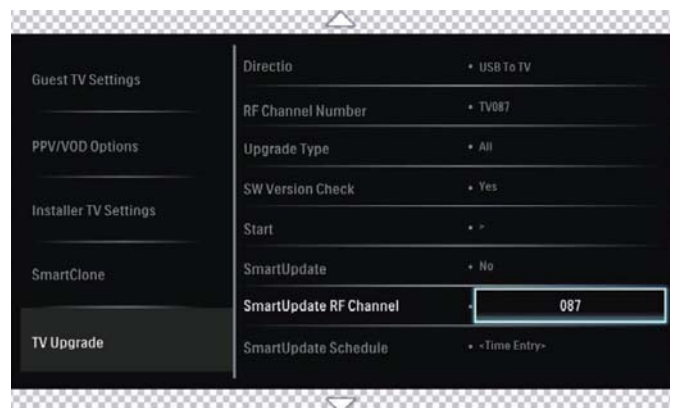 Guest TV Settings
PPV/VOD Options
Installer TV Settings
SmartClone
TV Upgrade
Directio • USB To TV
RF Channel Number • TV087
Upgrade Type • All
SW Version Check • Yes
Start • >
SmartUpdate • No
SmartUpdate RF Channel • 087
SmartUpdate Schedule • <Time Entry>